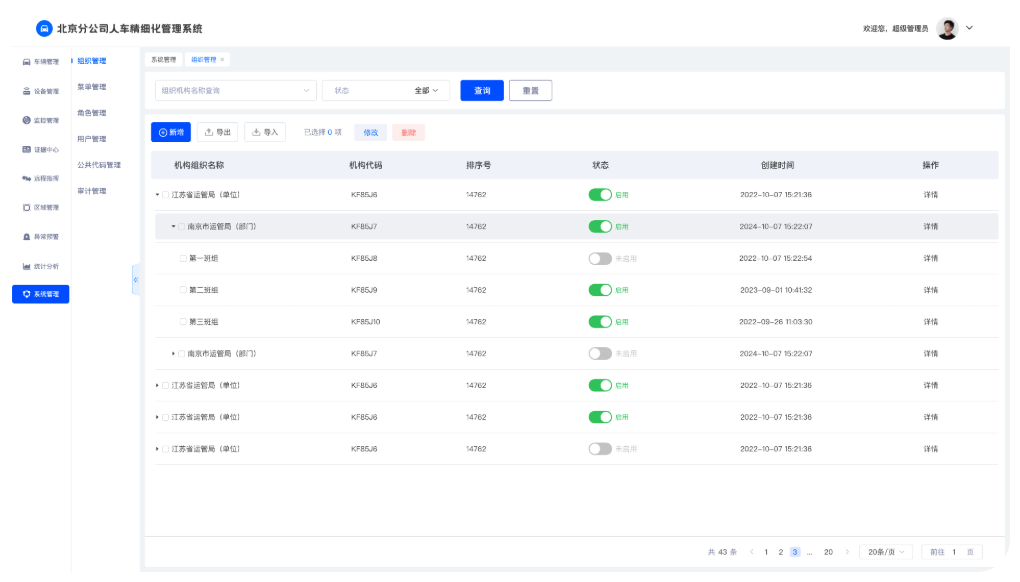 北京分公司人车精细化管理系统
欢迎您，超级管理员
车辆管理
设备管理
监控管理
证据中心
远程指挥
区域管理
异常预警
统计分析
系统管理
组织管理
菜单管理
角色管理
用户管理
公共代码管理
审计管理
系统管理 组织管理 ×
组织机构名称查询 状态 全部 查询 重置
新增 导出 导入 已选择 0 项 修改 删除
机构组织名称 机构代码 排序号 状态 创建时间 操作
江苏省运管局（单位） KF85J6 14762 启用 2022-10-07 15:21:36 详情
南京市运管局（部门） KF85J7 14762 启用 2024-10-07 15:22:07 详情
第一班组 KF85J8 14762 未启用 2022-10-07 15:22:54 详情
第二班组 KF85J9 14762 启用 2023-09-01 10:41:32 详情
第三班组 KF85J10 14762 启用 2022-09-26 11:03:30 详情
南京市运管局（部门） KF85J7 14762 未启用 2024-10-07 15:22:07 详情
江苏省运管局（单位） KF85J6 14762 启用 2022-10-07 15:21:36 详情
江苏省运管局（单位） KF85J6 14762 启用 2022-10-07 15:21:36 详情
江苏省运管局（单位） KF85J6 14762 未启用 2022-10-07 15:21:36 详情
共 43 条 < 1 2 3 ... 20 > 20条/页 前往 1 页